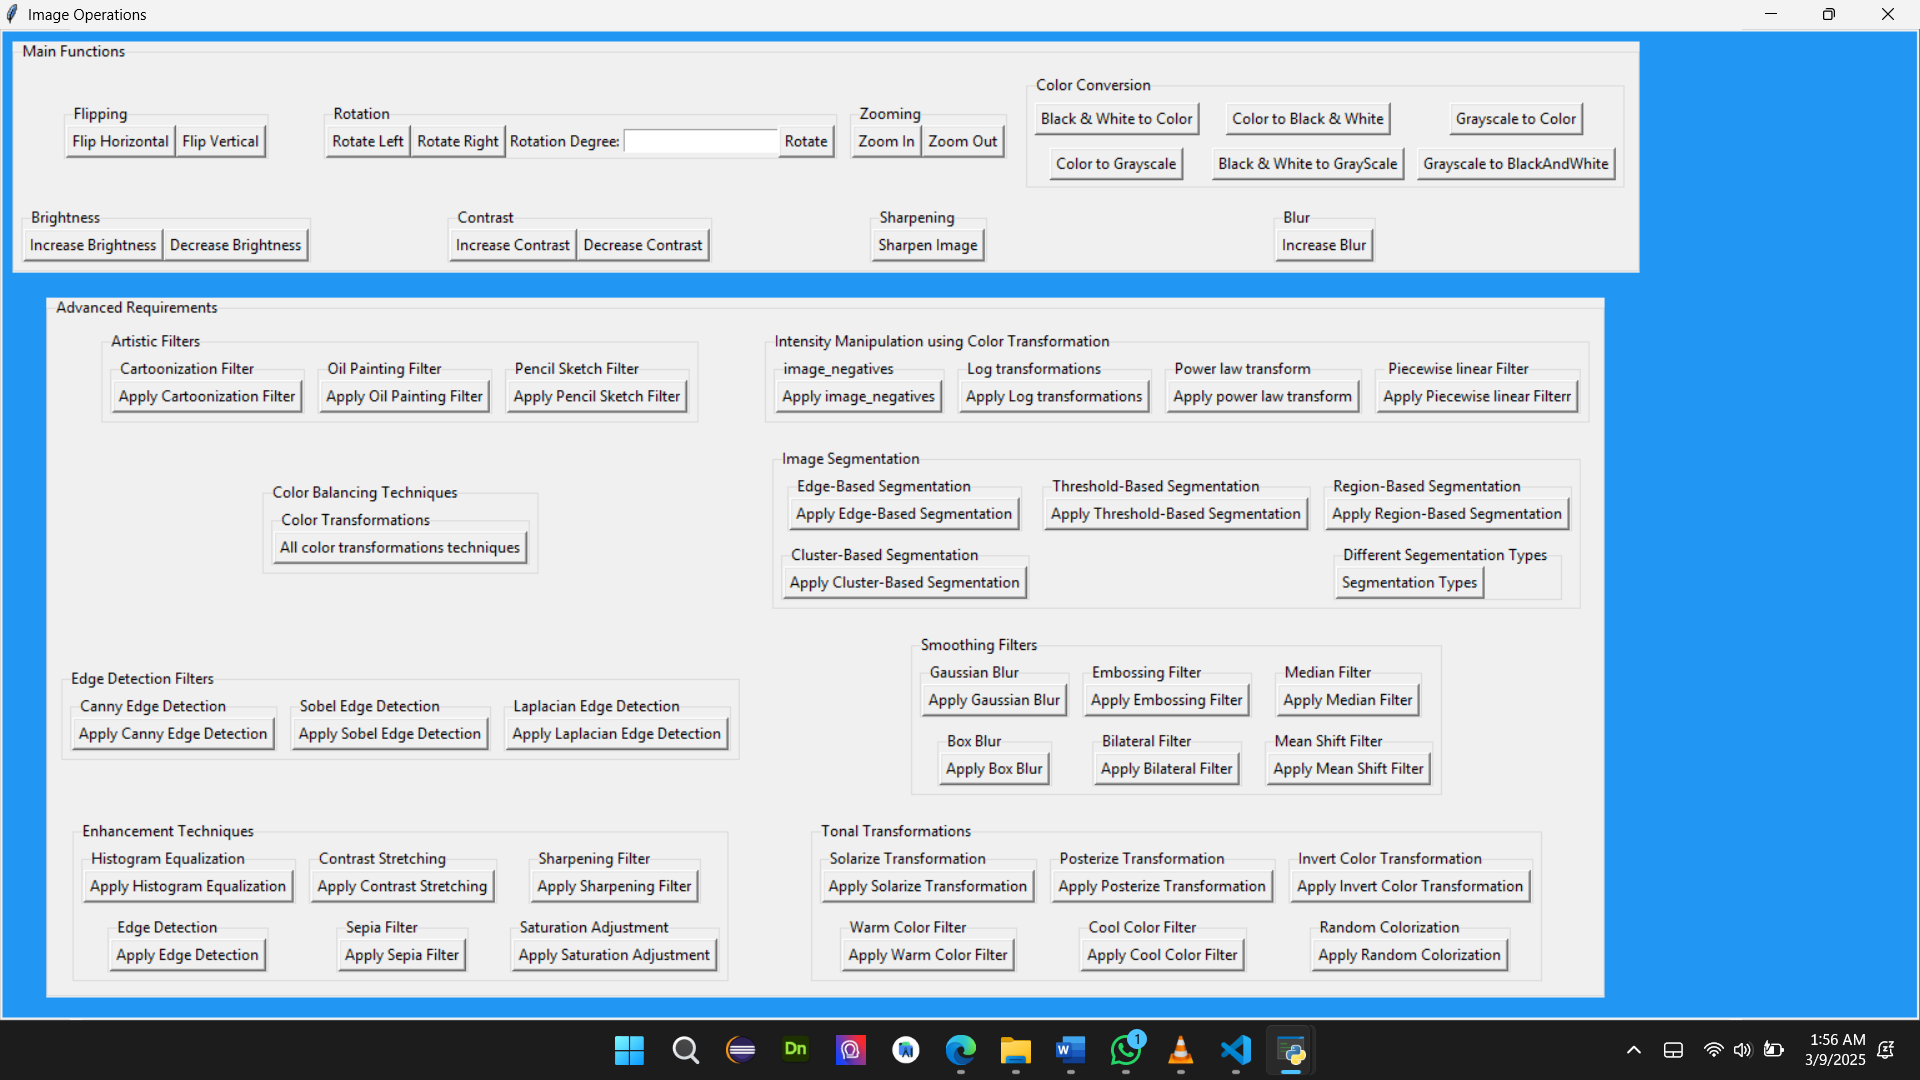 Image Operations
Main Functions
Flipping
Flip Horizontal Flip Vertical
Rotation
Rotate Left Rotate Right Rotation Degree: Rotate
Zooming
Zoom In Zoom Out
Color Conversion
Black & White to Color Color to Black & White Grayscale to Color
Color to Grayscale Black & White to GrayScale Grayscale to BlackAndWhite
Brightness
Increase Brightness Decrease Brightness
Contrast
Increase Contrast Decrease Contrast
Sharpening
Sharpen Image
Blur
Increase Blur
Advanced Requirements
Artistic Filters
Cartoonization Filter Oil Painting Filter Pencil Sketch Filter
Apply Cartoonization Filter Apply Oil Painting Filter Apply Pencil Sketch Filter
Intensity Manipulation using Color Transformation
image_negatives Log transformations Power law transform Piecewise linear Filter
Apply image_negatives Apply Log transformations Apply power law transform Apply Piecewise linear Filterr
Color Balancing Techniques
Color Transformations
All color transformations techniques
Image Segmentation
Edge-Based Segmentation Threshold-Based Segmentation Region-Based Segmentation
Apply Edge-Based Segmentation Apply Threshold-Based Segmentation Apply Region-Based Segmentation
Cluster-Based Segmentation Different Segementation Types
Apply Cluster-Based Segmentation Segmentation Types
Edge Detection Filters
Canny Edge Detection Sobel Edge Detection Laplacian Edge Detection
Apply Canny Edge Detection Apply Sobel Edge Detection Apply Laplacian Edge Detection
Smoothing Filters
Gaussian Blur Embossing Filter Median Filter
Apply Gaussian Blur Apply Embossing Filter Apply Median Filter
Box Blur Bilateral Filter Mean Shift Filter
Apply Box Blur Apply Bilateral Filter Apply Mean Shift Filter
Enhancement Techniques
Histogram Equalization Contrast Stretching Sharpening Filter
Apply Histogram Equalization Apply Contrast Stretching Apply Sharpening Filter
Edge Detection Sepia Filter Saturation Adjustment
Apply Edge Detection Apply Sepia Filter Apply Saturation Adjustment
Tonal Transformations
Solarize Transformation Posterize Transformation Invert Color Transformation
Apply Solarize Transformation Apply Posterize Transformation Apply Invert Color Transformation
Warm Color Filter Cool Color Filter Random Colorization
Apply Warm Color Filter Apply Cool Color Filter Apply Random Colorization
Dn
W
1
1:56 AM
3/9/2025